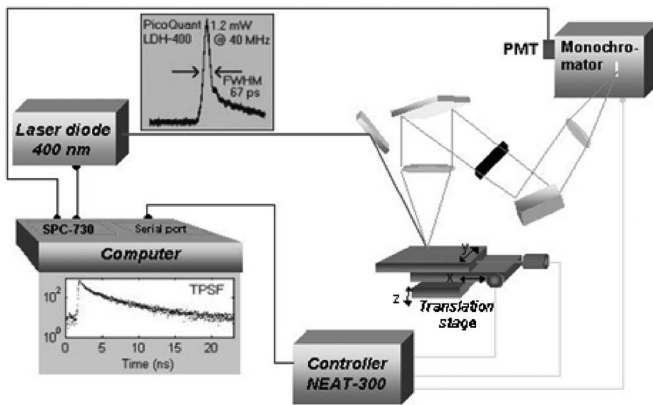 PicoQuant 1.2 mW
LDH-400 @ 40 MHz
FWHM
67 ps
PMT
Monochro-
mator
Laser diode
400 nm
SPC-730
Serial port
Computer
TPSF
10²
10⁰
0 5 10 15 20
Time (ns)
y
x
z
Translation
stage
Controller
NEAT-300